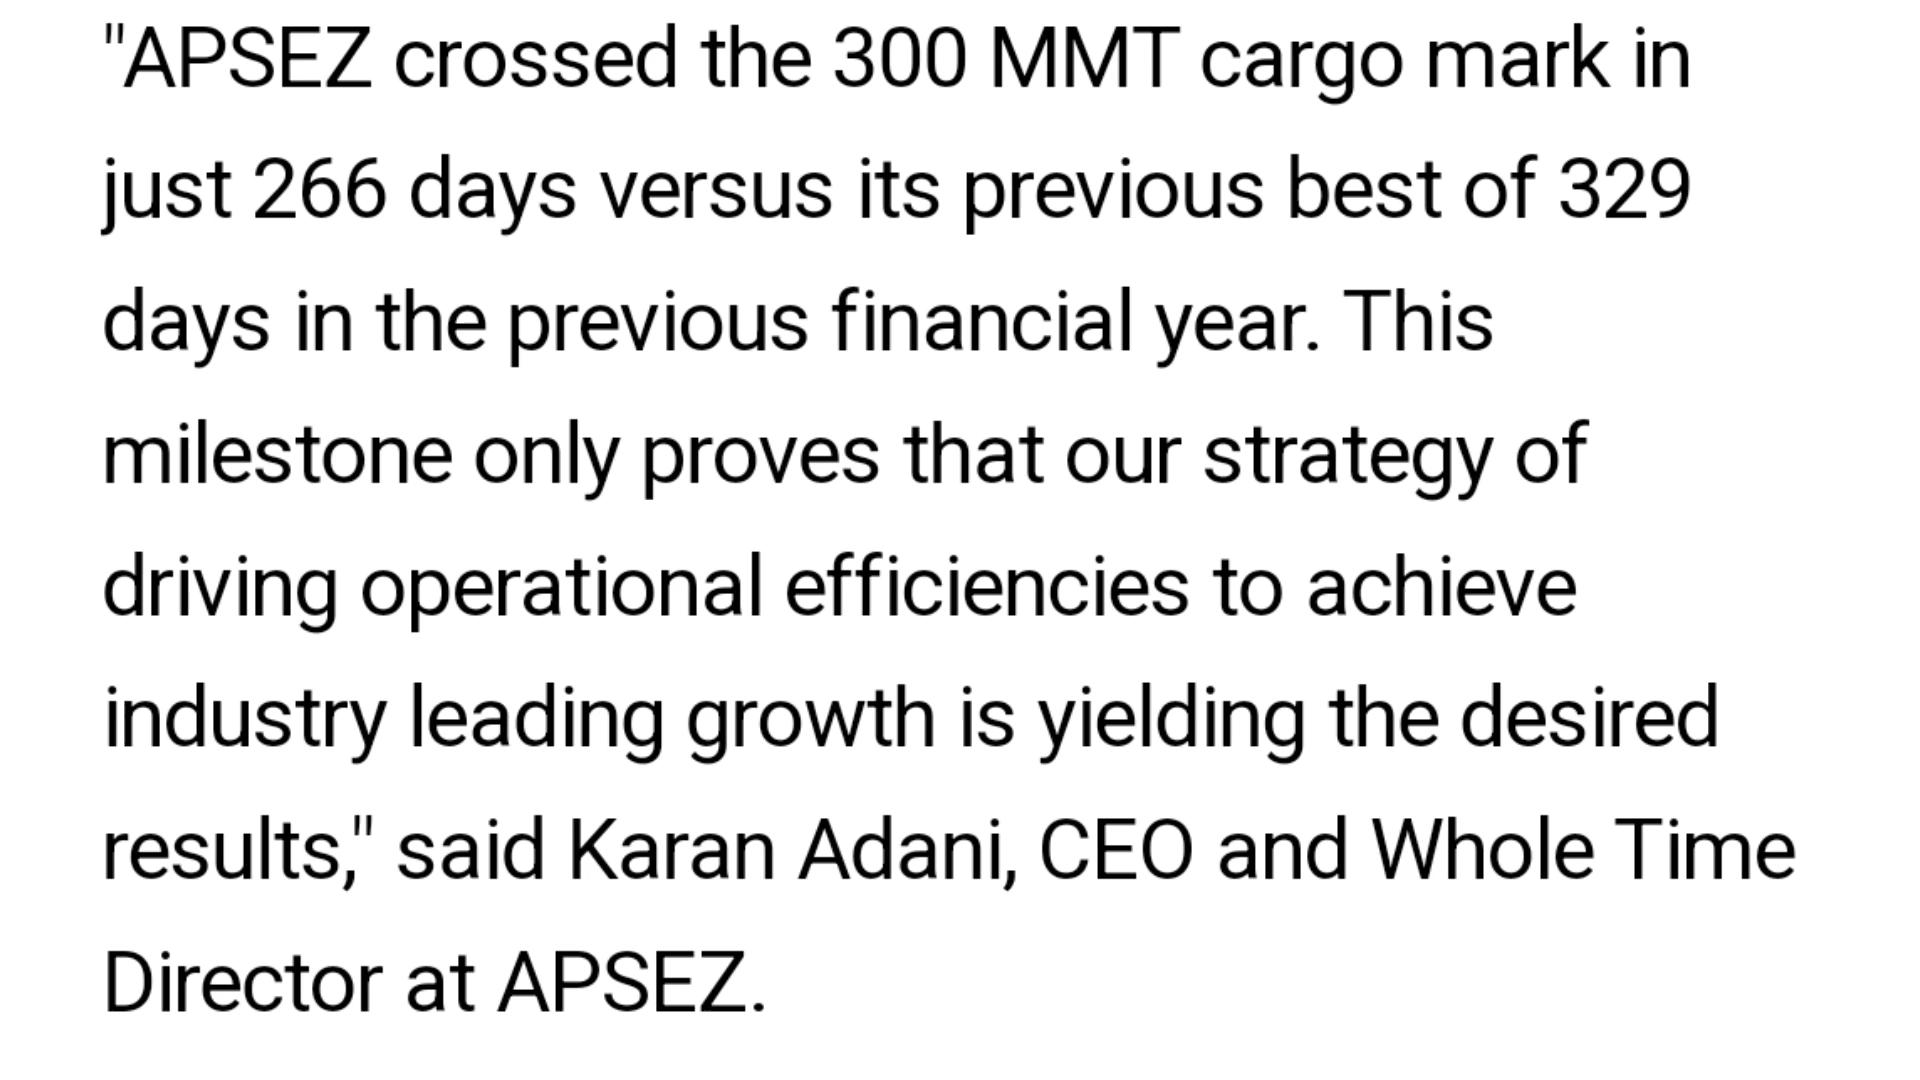 "APSEZ crossed the 300 MMT cargo mark in
just 266 days versus its previous best of 329
days in the previous financial year. This
milestone only proves that our strategy of
driving operational efficiencies to achieve
industry leading growth is yielding the desired
results," said Karan Adani, CEO and Whole Time
Director at APSEZ.